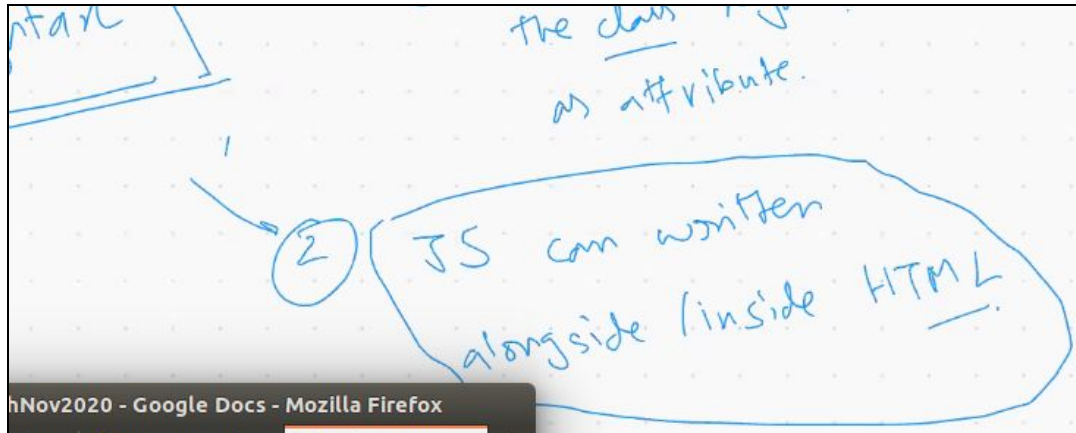 ntax
the class
as attribute.
2 JS can written
alongside / inside HTML
hNov2020 - Google Docs - Mozilla Firefox